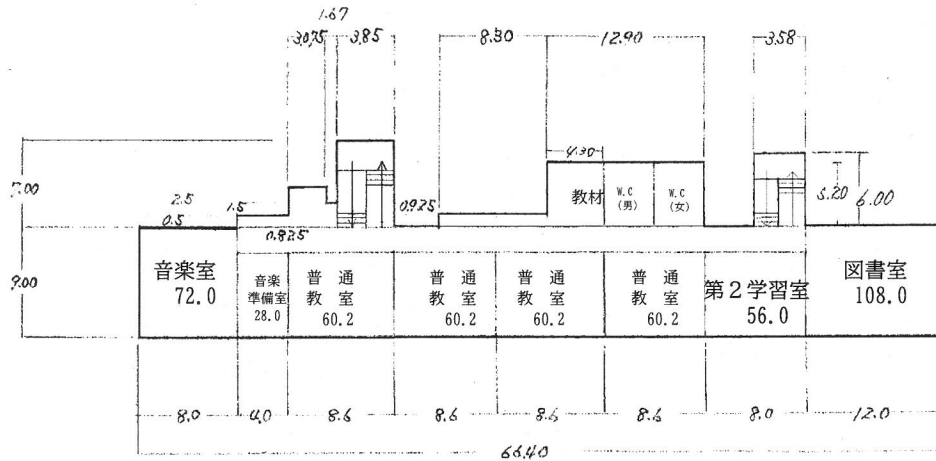 1.67
3.075 3.85 8.30 12.90 3.58
4.30
7.00
2.5
1.5
0.5
0.825
0.925
教材
W.C
(男)
W.C
(女)
5.20
6.00
9.00
音楽室
72.0
音楽
準備室
28.0
普 通
教 室
60.2
普 通
教 室
60.2
普 通
教 室
60.2
普 通
教 室
60.2
第2学習室
56.0
図書室
108.0
8.0 4.0 8.6 8.6 8.6 8.6 8.0 12.0
66.40